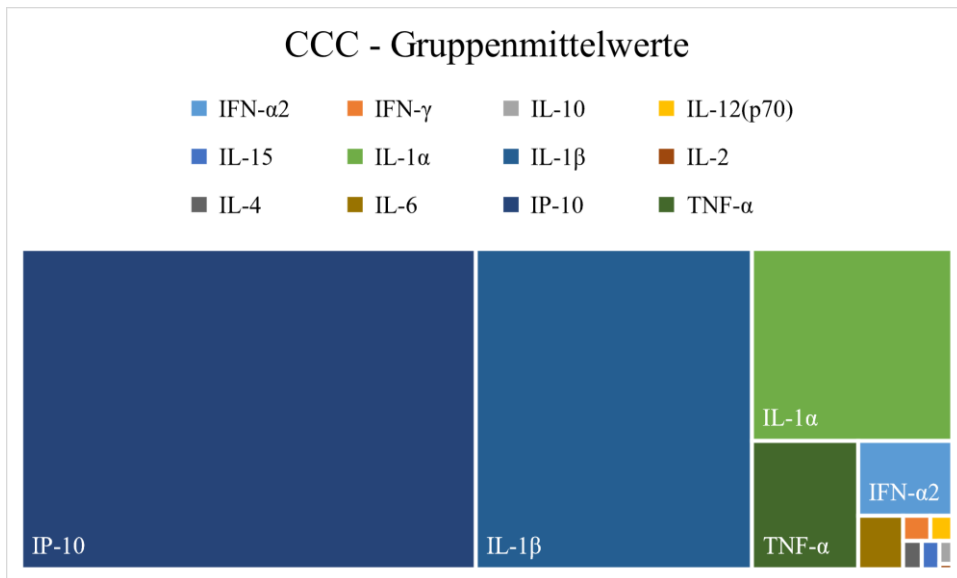 CCC - Gruppenmittelwerte
IFN-α2 IFN-γ IL-10 IL-12(p70)
IL-15 IL-1α IL-1β IL-2
IL-4 IL-6 IP-10 TNF-α
IL-1α
IFN-α2
IP-10 IL-1β TNF-α